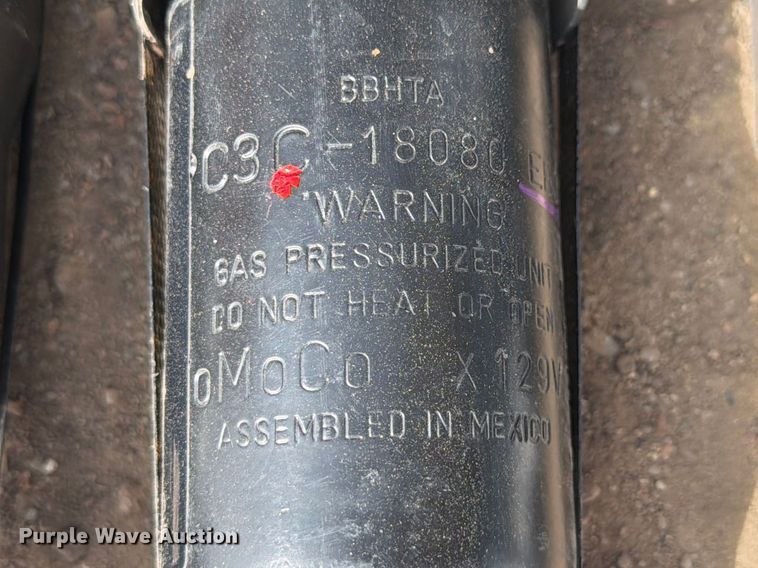 BBHTA
C3C-18080
WARNING
GAS PRESSURIZED UNIT
DO NOT HEAT OR OPEN
oMoCo X129V
ASSEMBLED IN MEXICO
Purple Wave Auction